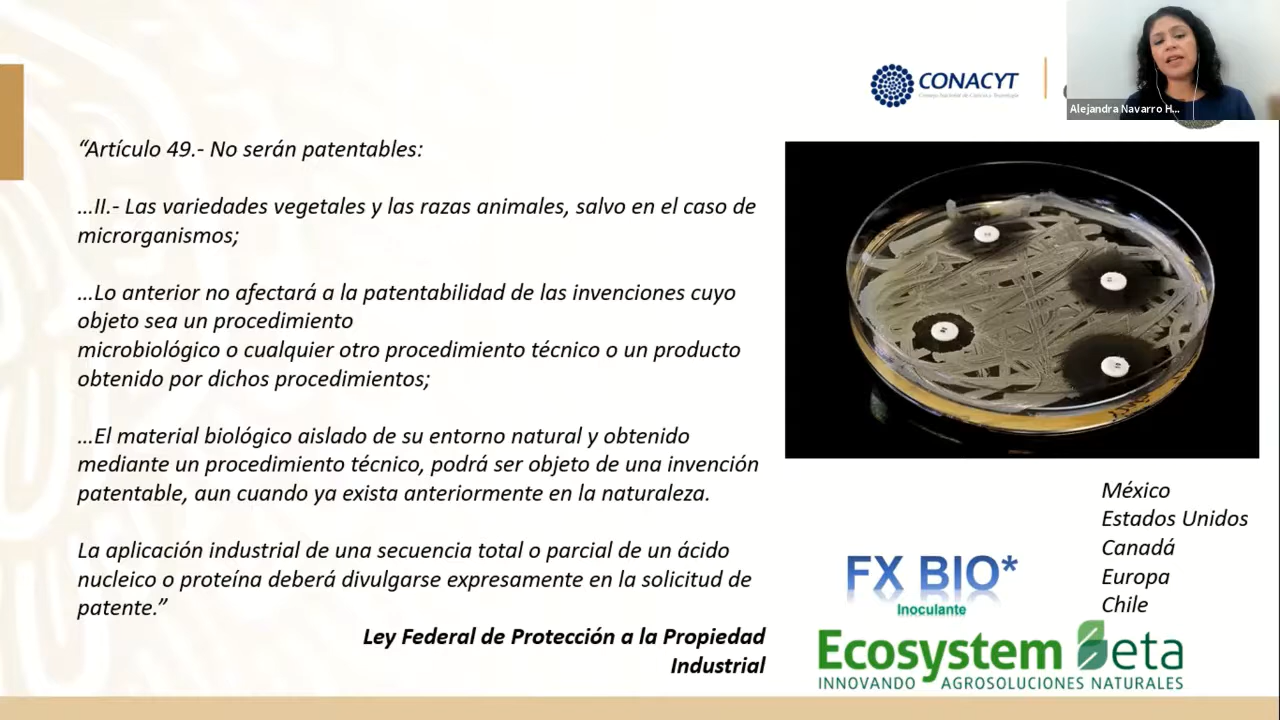 CONACYT
Consejo Nacional de Ciencia y Tecnología
Alejandra Navarro H...
“Artículo 49.- No serán patentables:
...II.- Las variedades vegetales y las razas animales, salvo en el caso de
microrganismos;
...Lo anterior no afectará a la patentabilidad de las invenciones cuyo
objeto sea un procedimiento
microbiológico o cualquier otro procedimiento técnico o un producto
obtenido por dichos procedimientos;
...El material biológico aislado de su entorno natural y obtenido
mediante un procedimiento técnico, podrá ser objeto de una invención
patentable, aun cuando ya exista anteriormente en la naturaleza.
La aplicación industrial de una secuencia total o parcial de un ácido
nucleico o proteína deberá divulgarse expresamente en la solicitud de
patente.”
Ley Federal de Protección a la Propiedad
Industrial
México
Estados Unidos
Canadá
Europa
Chile
FX BIO*
Inoculante
Ecosystem Beta
INNOVANDO AGROSOLUCIONES NATURALES